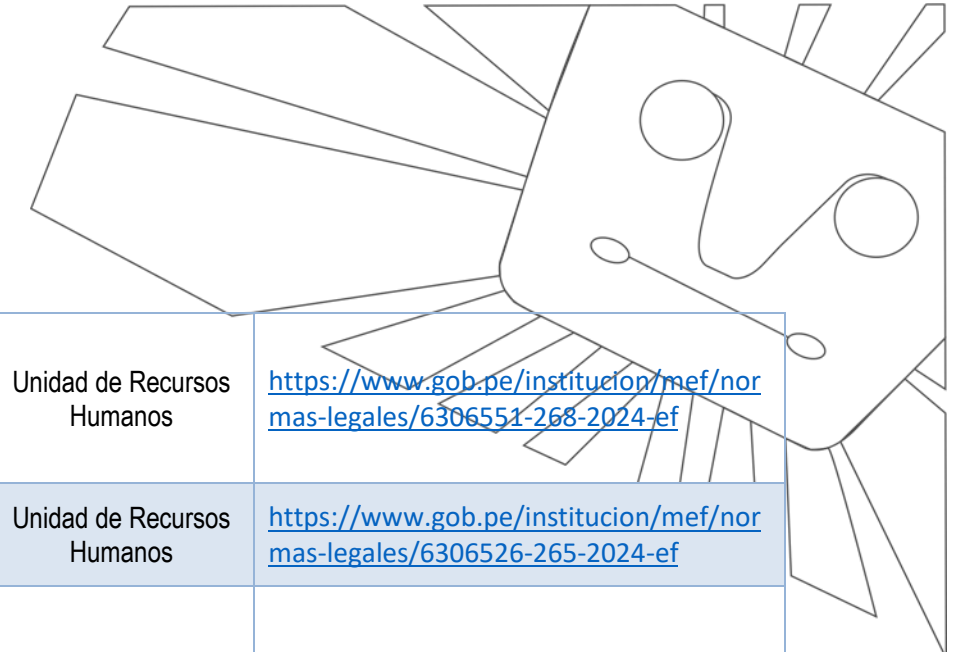 Unidad de Recursos
Humanos
https://www.gob.pe/institucion/mef/nor
mas-legales/6306551-268-2024-ef
Unidad de Recursos
Humanos
https://www.gob.pe/institucion/mef/nor
mas-legales/6306526-265-2024-ef